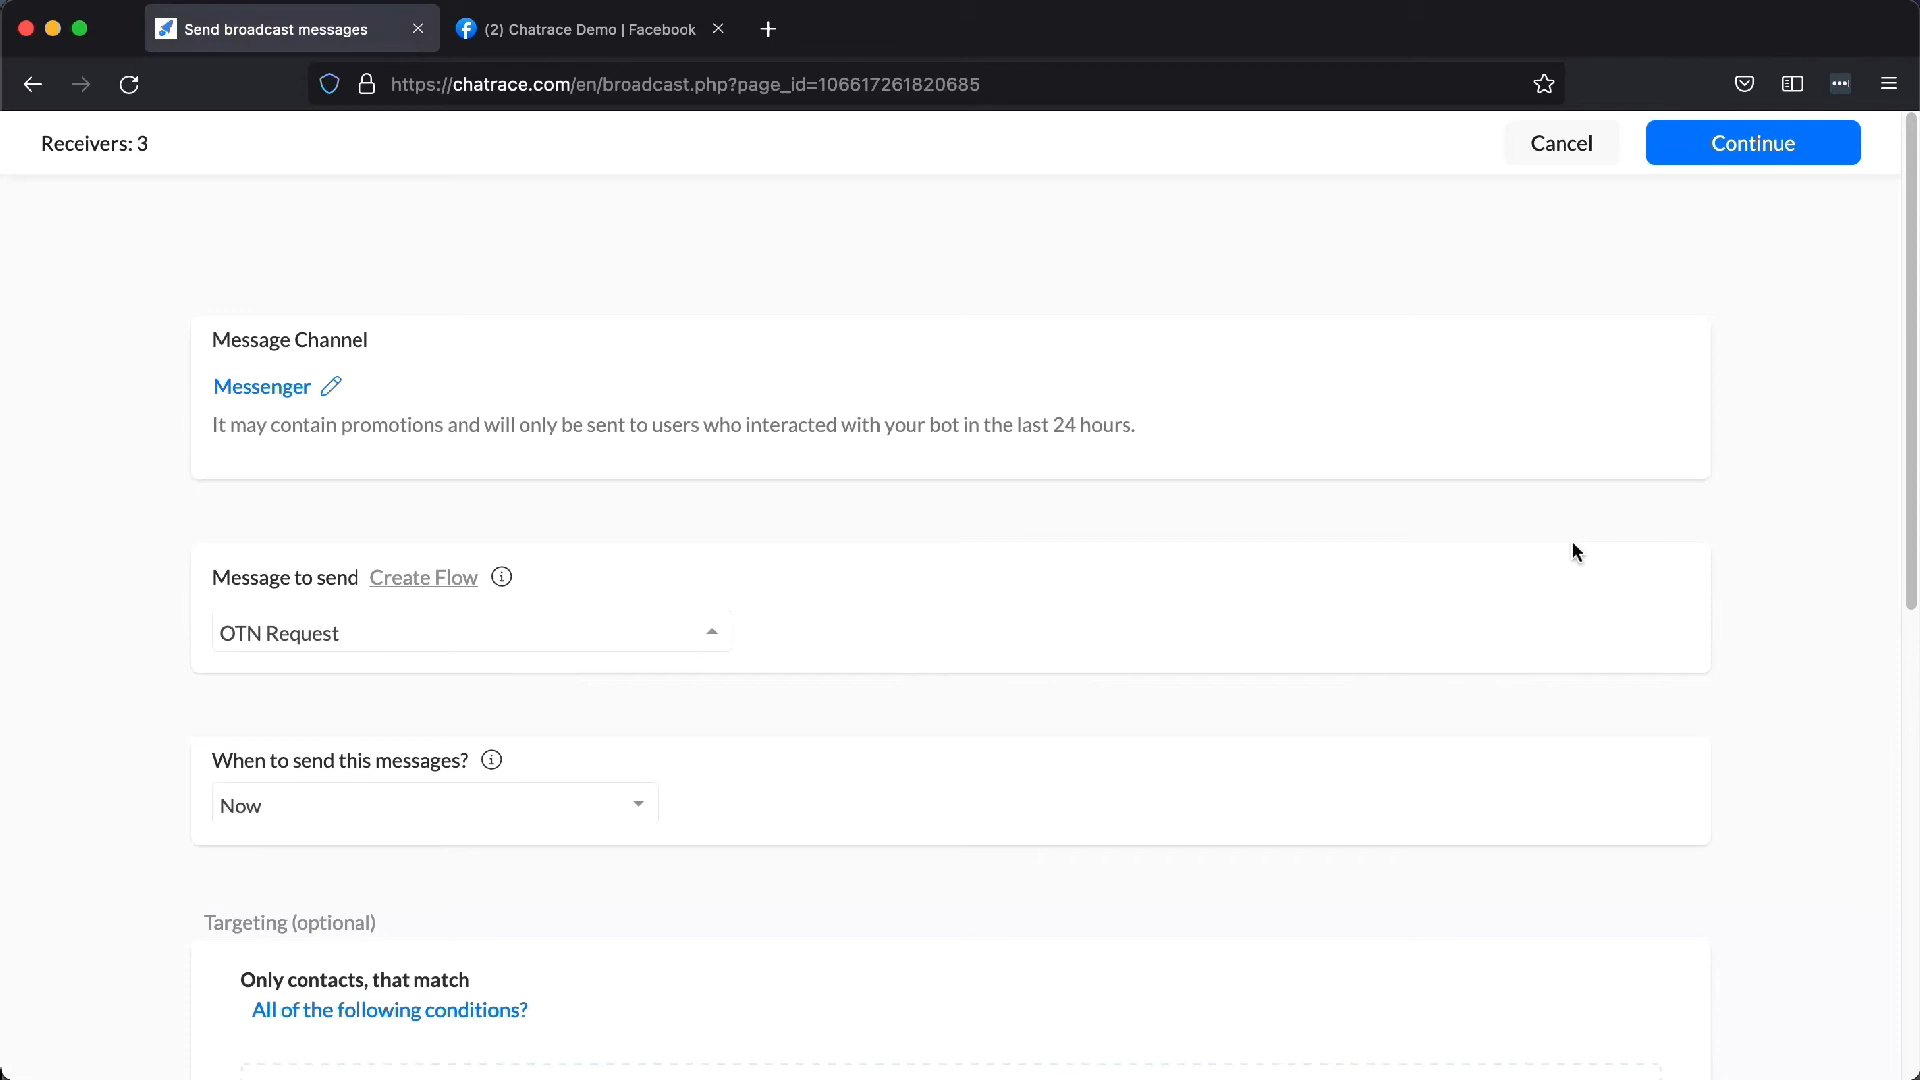 Send broadcast messages
(2) Chatrace Demo | Facebook
https://chatrace.com/en/broadcast.php?page_id=106617261820685
Receivers: 3
Cancel
Continue
Message Channel
Messenger
It may contain promotions and will only be sent to users who interacted with your bot in the last 24 hours.
Message to send Create Flow
OTN Request
When to send this messages?
Now
Targeting (optional)
Only contacts, that match
All of the following conditions?